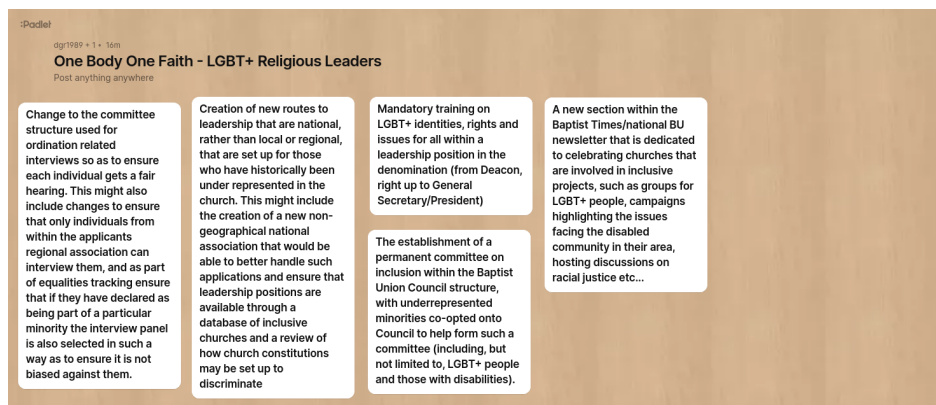 :Padlet
dgr1989 + 1 • 16m
One Body One Faith - LGBT+ Religious Leaders
Post anything anywhere
Change to the committee
structure used for
ordination related
interviews so as to ensure
each individual gets a fair
hearing. This might also
include changes to ensure
that only individuals from
within the applicants
regional association can
interview them, and as part
of equalities tracking ensure
that if they have declared as
being part of a particular
minority the interview panel
is also selected in such a
way as to ensure it is not
biased against them.
Creation of new routes to
leadership that are national,
rather than local or regional,
that are set up for those
who have historically been
under represented in the
church. This might include
the creation of a new non-
geographical national
association that would be
able to better handle such
applications and ensure that
leadership positions are
available through a
database of inclusive
churches and a review of
how church constitutions
may be set up to
discriminate
Mandatory training on
LGBT+ identities, rights and
issues for all within a
leadership position in the
denomination (from Deacon,
right up to General
Secretary/President)
The establishment of a
permanent committee on
inclusion within the Baptist
Union Council structure,
with underrepresented
minorities co-opted onto
Council to help form such a
committee (including, but
not limited to, LGBT+ people
and those with disabilities).
A new section within the
Baptist Times/national BU
newsletter that is dedicated
to celebrating churches that
are involved in inclusive
projects, such as groups for
LGBT+ people, campaigns
highlighting the issues
facing the disabled
community in their area,
hosting discussions on
racial justice etc...